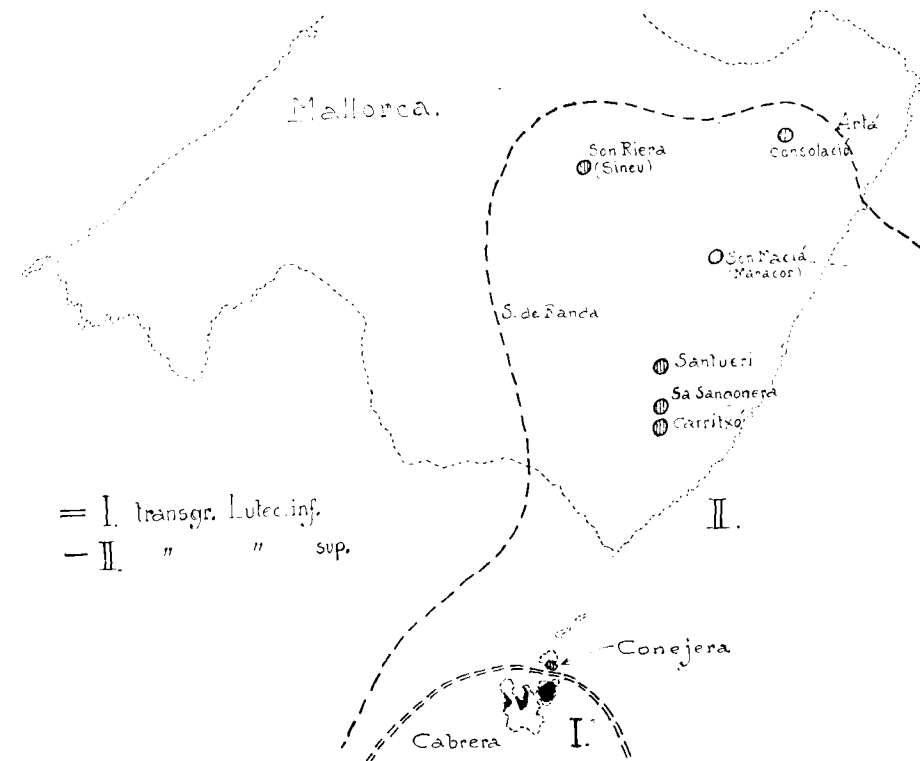 Mallorca.
Artá
Son Riera
(Sineu)
Consolació
Son Maciá
(Manacor)
S. de Randa
Santueri
Sa Sangonera
Carritxo
= I. transgr. Lutec. inf.
II.
— II. " " sup.
Conejera
Cabrera
I.